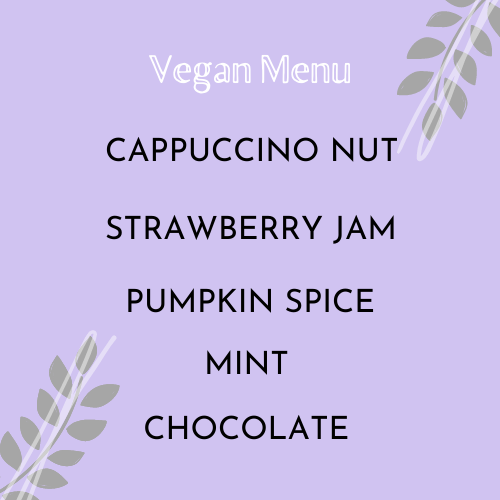 Vegan Menu
CAPPUCCINO NUT
STRAWBERRY JAM
PUMPKIN SPICE
MINT
CHOCOLATE